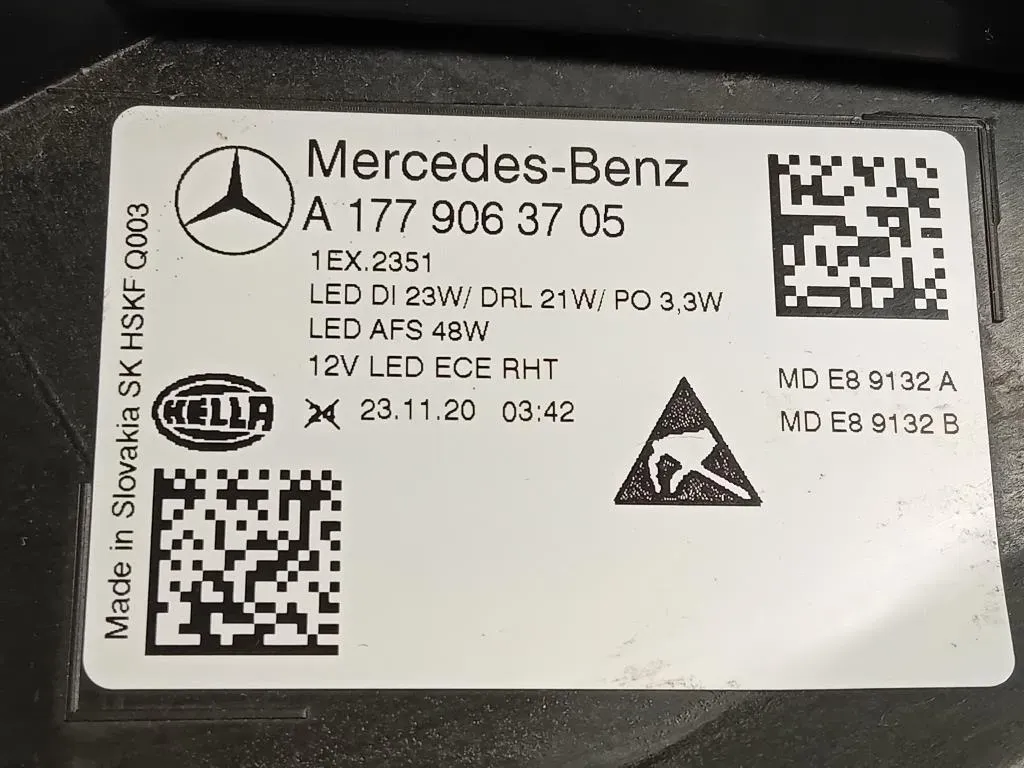 Mercedes-Benz
A 177 906 37 05
1EX.2351
LED DI 23W/ DRL 21W/ PO 3,3W
LED AFS 48W
12V LED ECE RHT
HELLA
24 23.11.20 03:42
MD E8 9132 A
MD E8 9132 B
Made in Slovakia SK HSKF Q003